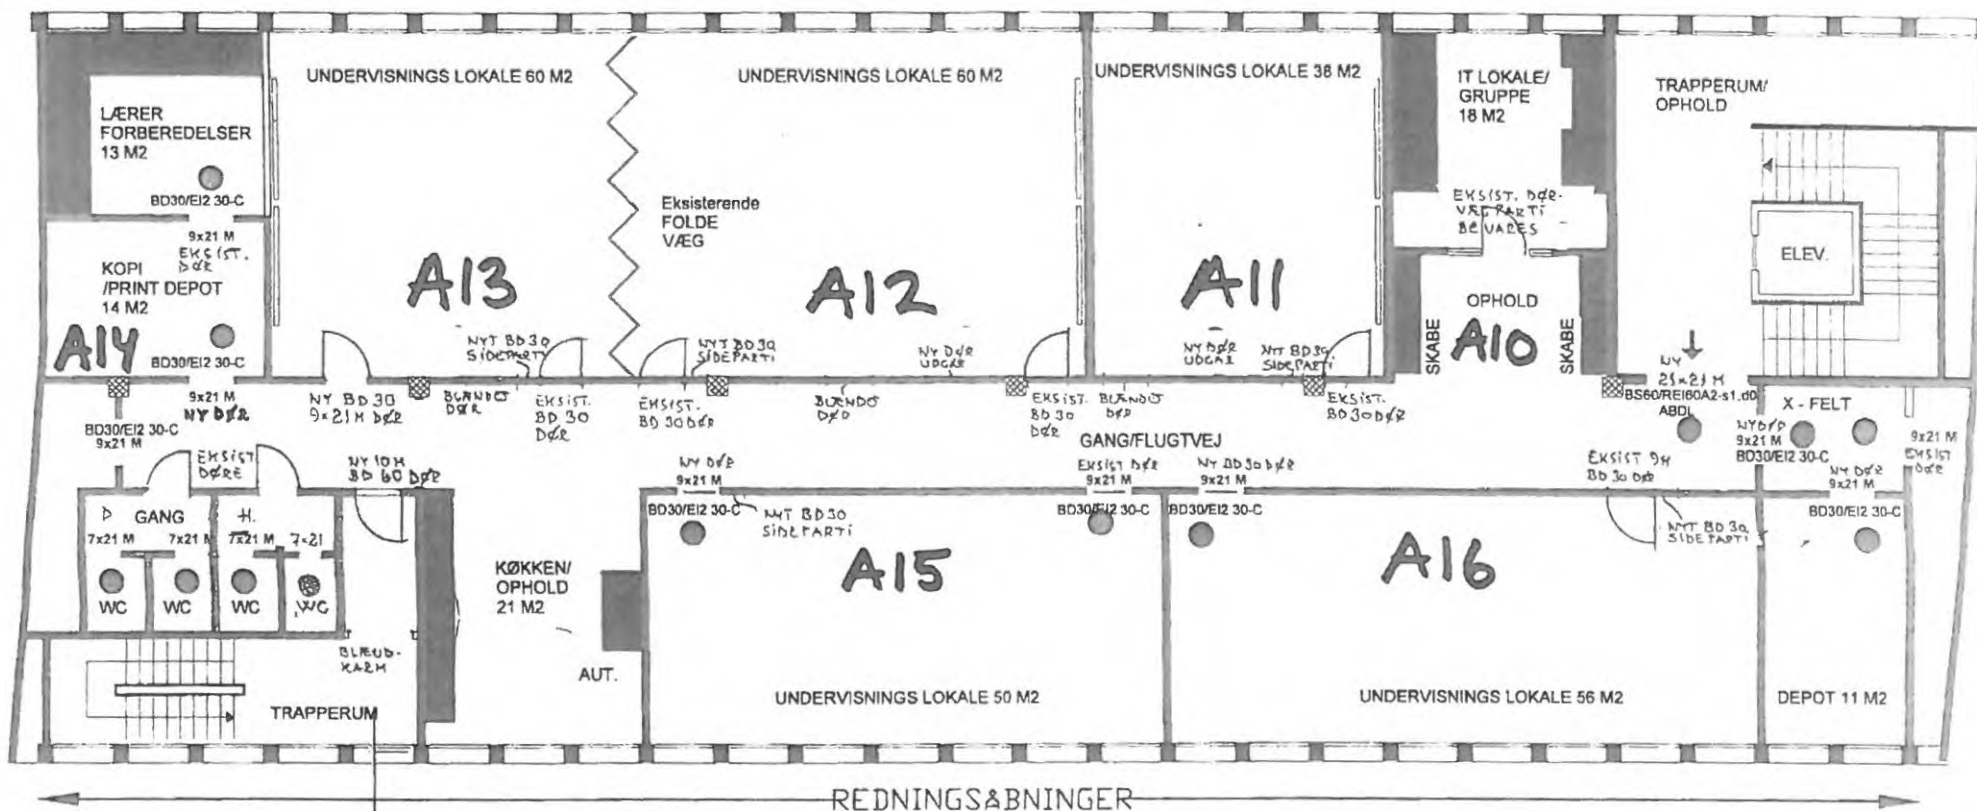 UNDERVISNINGS LOKALE 60 M2
UNDERVISNINGS LOKALE 60 M2
UNDERVISNINGS LOKALE 38 M2
IT LOKALE/
GRUPPE
18 M2
TRAPPERUM/
OPHOLD
LÆRER
FORBEREDELSER
13 M2
BD30/EI2 30-C
9x21 M
EKSIST.
DØR
Eksisterende
FOLDE
VÆG
EKSIST. DØR-
VÆGPARTI
BEVARES
ELEV.
KOPI
/PRINT DEPOT
14 M2
A14
BD30/EI2 30-C
A13
A12
A11
OPHOLD
A10
SKABE
SKABE
NYT BD30
SIDEPARTI
NYT BD30
SIDEPARTI
NY DØR
UDGÅR
NY DØR
UDGÅR
NYT BD30
SIDEPARTI
NY
21x21 M
BS60/REI60A2-s1.d0
ABDL
9x21 M
NY DØR
NY BD30
9x21 M DØR
BLÆNDET
DØR
EKSIST.
BD 30
DØR
EKSIST.
BD 30 DØR
BLÆNDET
DØR
EKSIST.
BD 30
DØR
BLÆNDET
DØR
EKSIST.
BD 30 DØR
X - FELT
BD30/EI2 30-C
9x21 M
GANG/FLUGTVEJ
NY DØR
9x21 M
BD30/EI2 30-C
9x21 M
EKSIST
DØR
EKSIST
DØRE
NY 10M
BD 60 DØR
NY DØR
9x21 M
BD30/EI2 30-C
NYT BD30
SIDEPARTI
EKSIST DØR
9x21 M
BD30/EI2 30-C
NY BD30 DØR
9x21 M
BD30/EI2 30-C
EKSIST 9M
BD 30 DØR
NYT BD 30
SIDEPARTI
NY DØR
9x21 M
BD30/EI2 30-C
D
GANG
H.
7x21 M
7x21 M
7x21 M
7x21
WC
WC
WC
WC
KØKKEN/
OPHOLD
21 M2
A15
A16
BLÆND-
KARM
AUT.
TRAPPERUM
UNDERVISNINGS LOKALE 50 M2
UNDERVISNINGS LOKALE 56 M2
DEPOT 11 M2
REDNINGSÅBNINGER